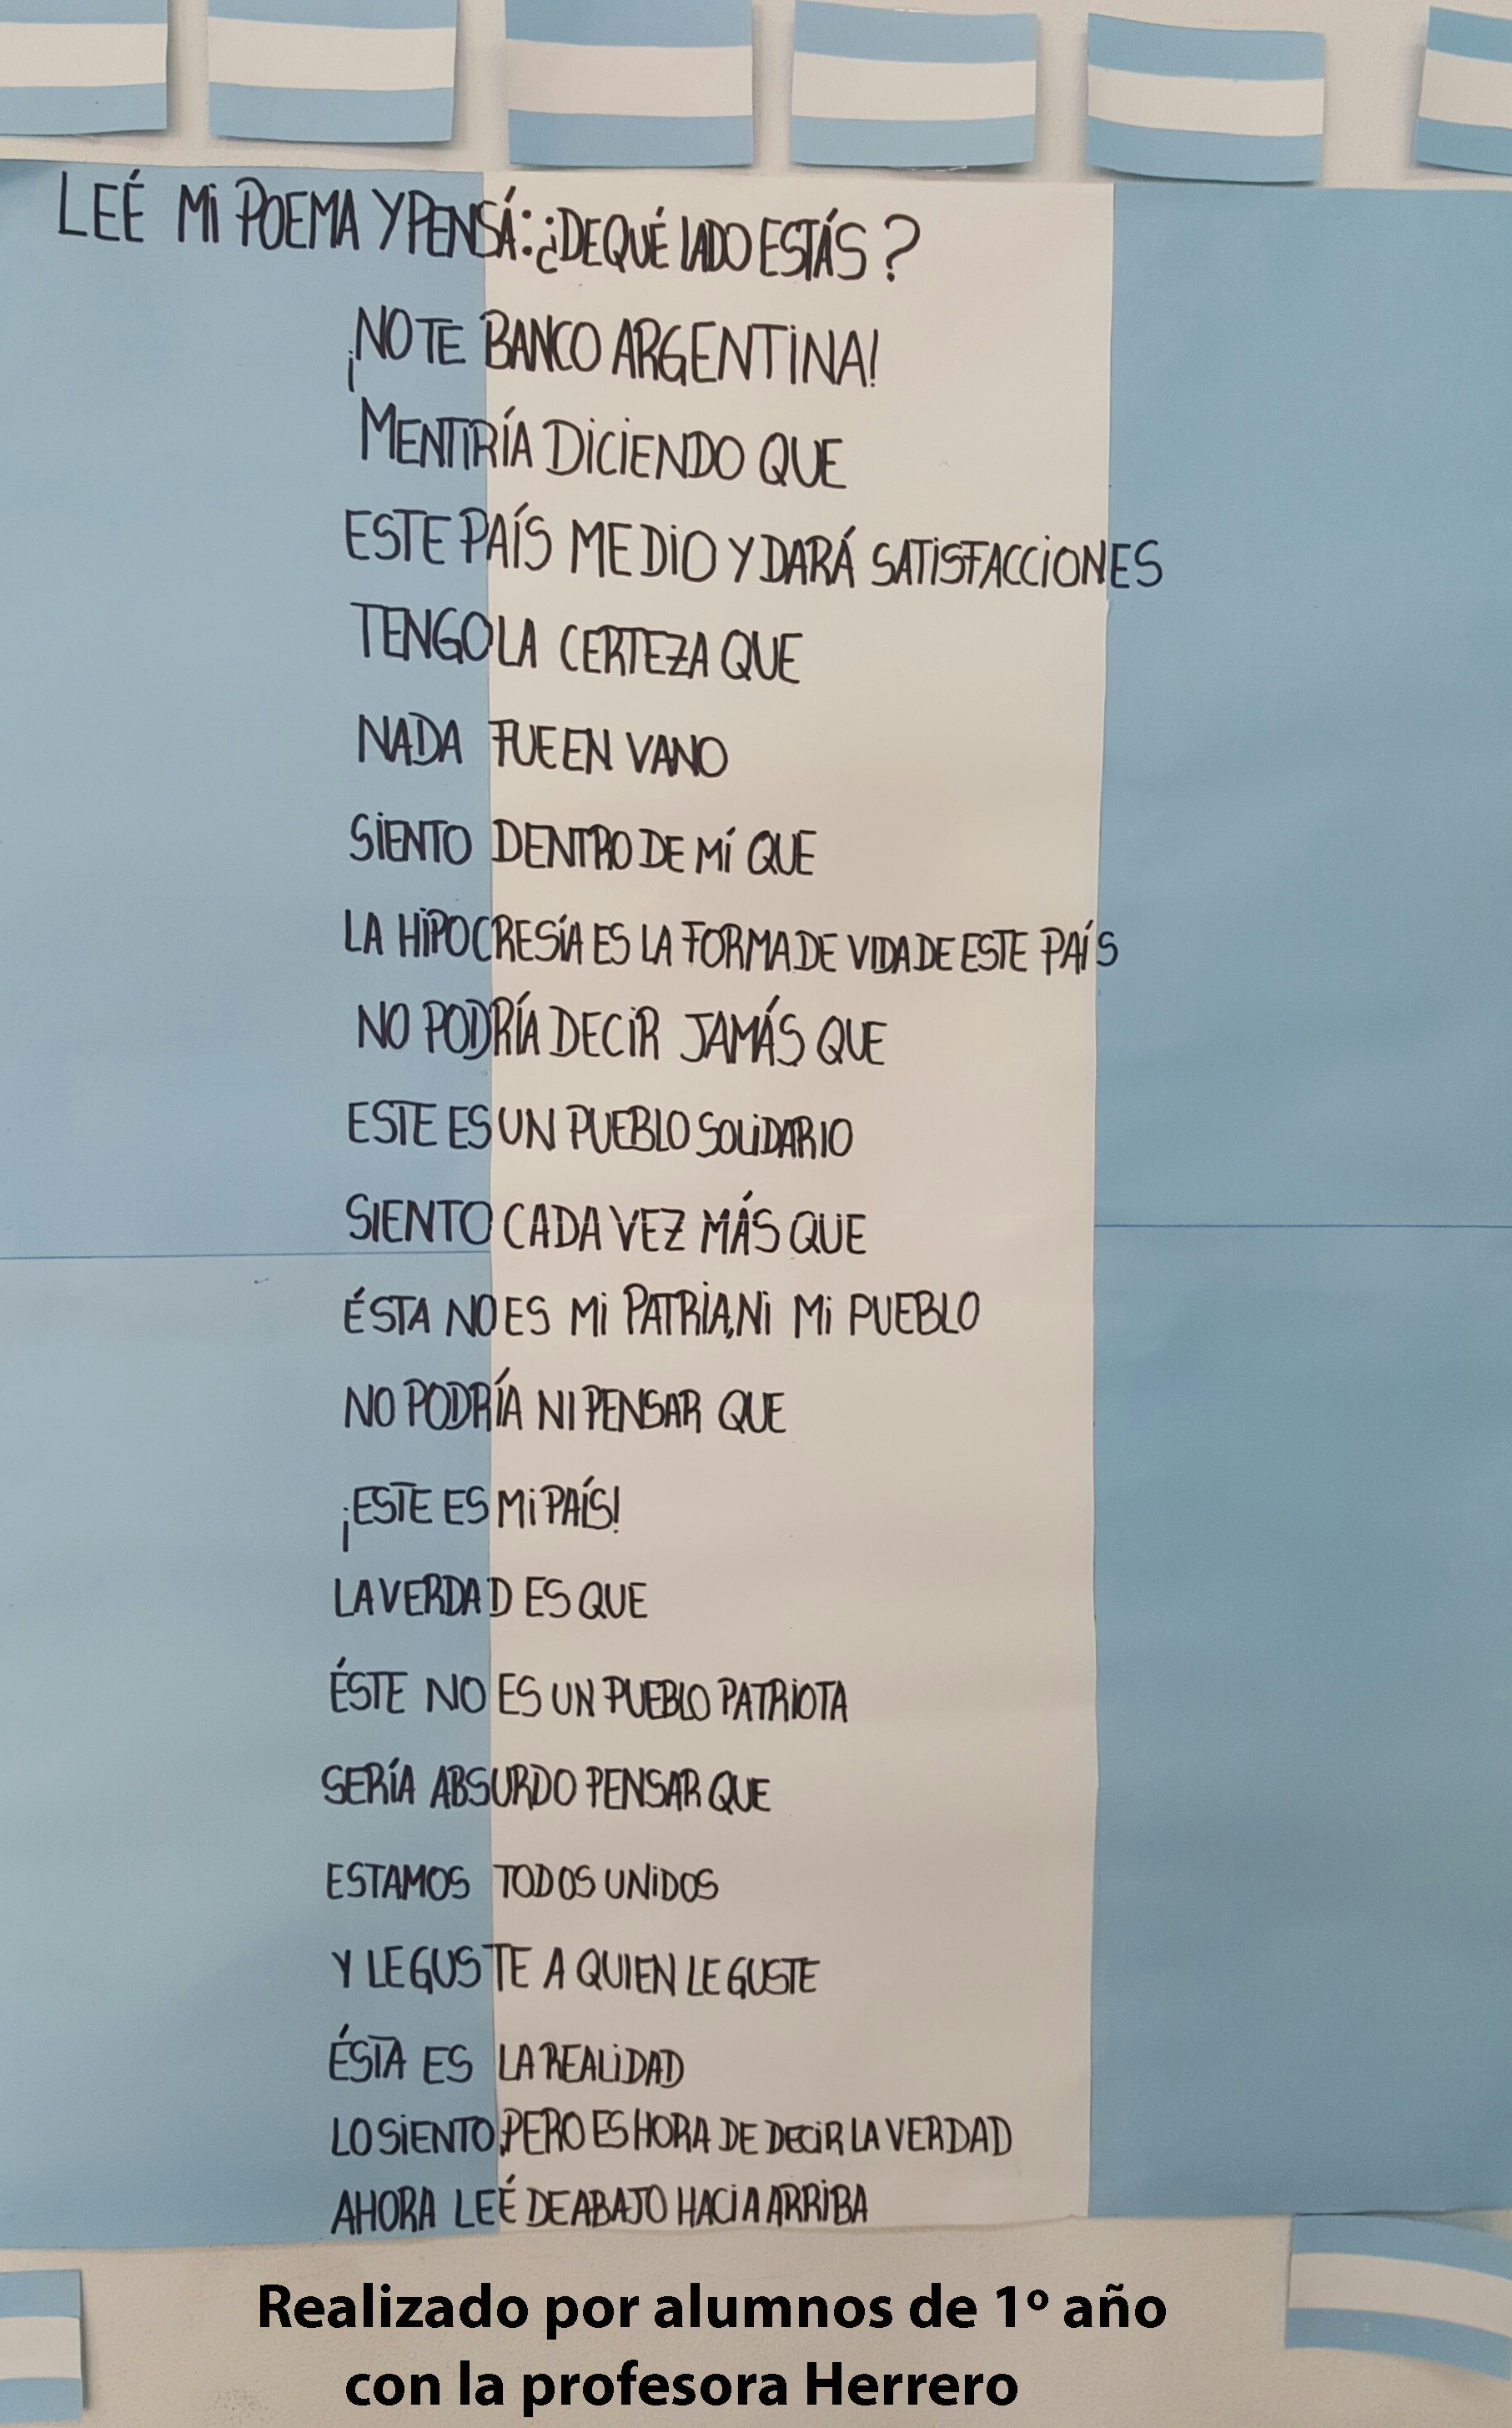 LEÉ MI POEMA Y PENSÁ: ¿DE QUÉ LADO ESTÁS?
¡NO TE BANCO ARGENTINA!
MENTIRÍA DICIENDO QUE
ESTE PAÍS ME DIO Y DARÁ SATISFACCIONES
TENGO LA CERTEZA QUE
NADA FUE EN VANO
SIENTO DENTRO DE MÍ QUE
LA HIPOCRESÍA ES LA FORMA DE VIDA DE ESTE PAÍS
NO PODRÍA DECIR JAMÁS QUE
ESTE ES UN PUEBLO SOLIDARIO
SIENTO CADA VEZ MÁS QUE
ÉSTA NO ES MI PATRIA, NI MI PUEBLO
NO PODRÍA NI PENSAR QUE
¡ESTE ES MI PAÍS!
LA VERDAD ES QUE
ÉSTE NO ES UN PUEBLO PATRIOTA
SERÍA ABSURDO PENSAR QUE
ESTAMOS TODOS UNIDOS
Y LE GUSTE A QUIEN LE GUSTE
ÉSTA ES LA REALIDAD
LO SIENTO, PERO ES HORA DE DECIR LA VERDAD
AHORA LEÉ DE ABAJO HACIA ARRIBA
Realizado por alumnos de 1º año
con la profesora Herrero